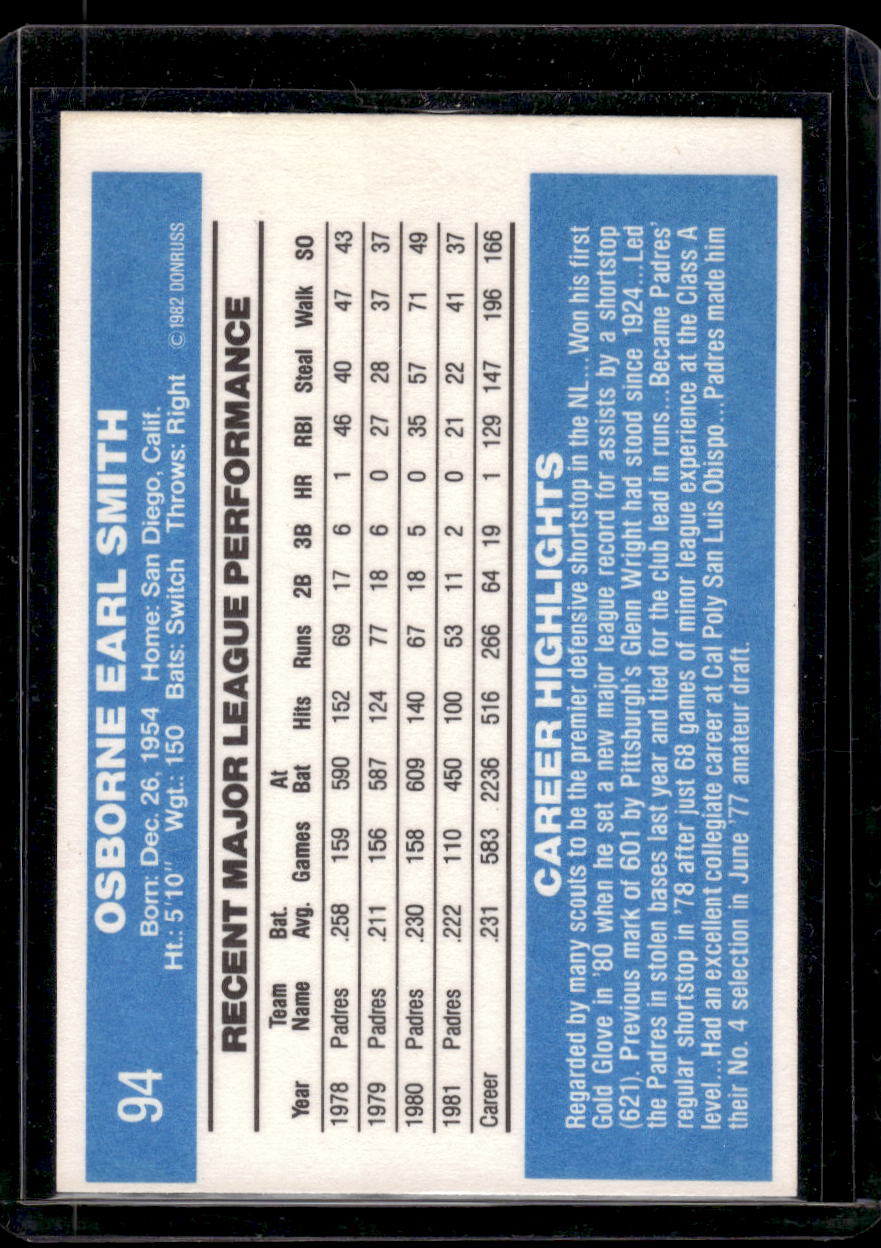 94
OSBORNE EARL SMITH
Born: Dec. 26, 1954 Home: San Diego, Calif.
Ht.: 5'10" Wgt.: 150 Bats: Switch Throws: Right ©1982 DONRUSS
RECENT MAJOR LEAGUE PERFORMANCE
Team Bat. At
Year Name Avg. Games Bat Hits Runs 2B 3B HR RBI Steal Walk SO
1978 Padres .258 159 590 152 69 17 6 1 46 40 47 43
1979 Padres .211 156 587 124 77 18 6 0 27 28 37 37
1980 Padres .230 158 609 140 67 18 5 0 35 57 71 49
1981 Padres .222 110 450 100 53 11 2 0 21 22 41 37
Career .231 583 2236 516 266 64 19 1 129 147 196 166
CAREER HIGHLIGHTS
Regarded by many scouts to be the premier defensive shortstop in the NL... Won his first
Gold Glove in '80 when he set a new major league record for assists by a shortstop
(621). Previous mark of 601 by Pittsburgh's Glenn Wright had stood since 1924...Led
the Padres in stolen bases last year and tied for the club lead in runs...Became Padres'
regular shortstop in '78 after just 68 games of minor league experience at the Class A
level...Had an excellent collegiate career at Cal Poly San Luis Obispo...Padres made him
their No. 4 selection in June '77 amateur draft.